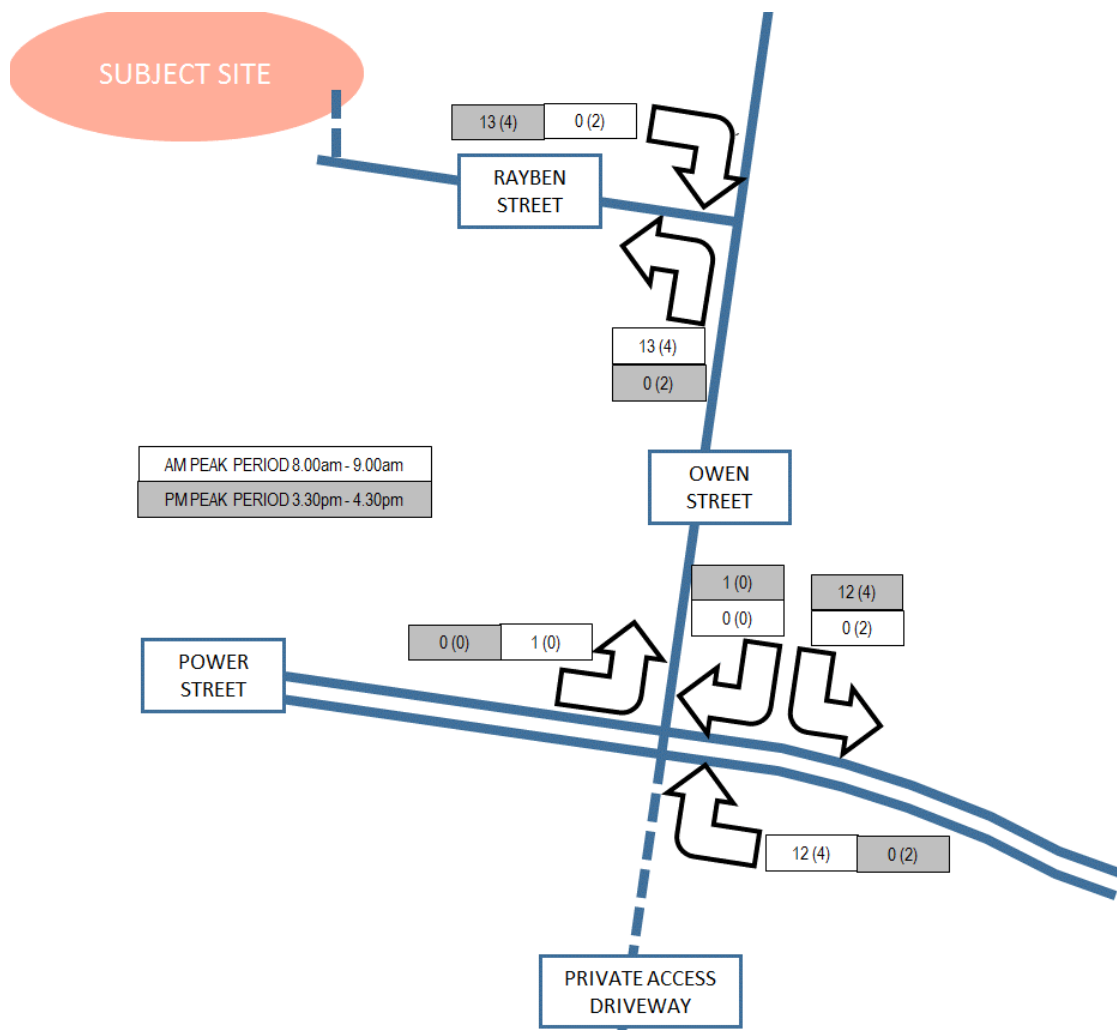 SUBJECT SITE
13 (4) 0 (2)
RAYBEN
STREET
13 (4)
0 (2)
AM PEAK PERIOD 8.00am - 9.00am
PM PEAK PERIOD 3.30pm - 4.30pm
OWEN
STREET
1 (0)
0 (0)
12 (4)
0 (2)
0 (0) 1 (0)
POWER
STREET
12 (4) 0 (2)
PRIVATE ACCESS
DRIVEWAY